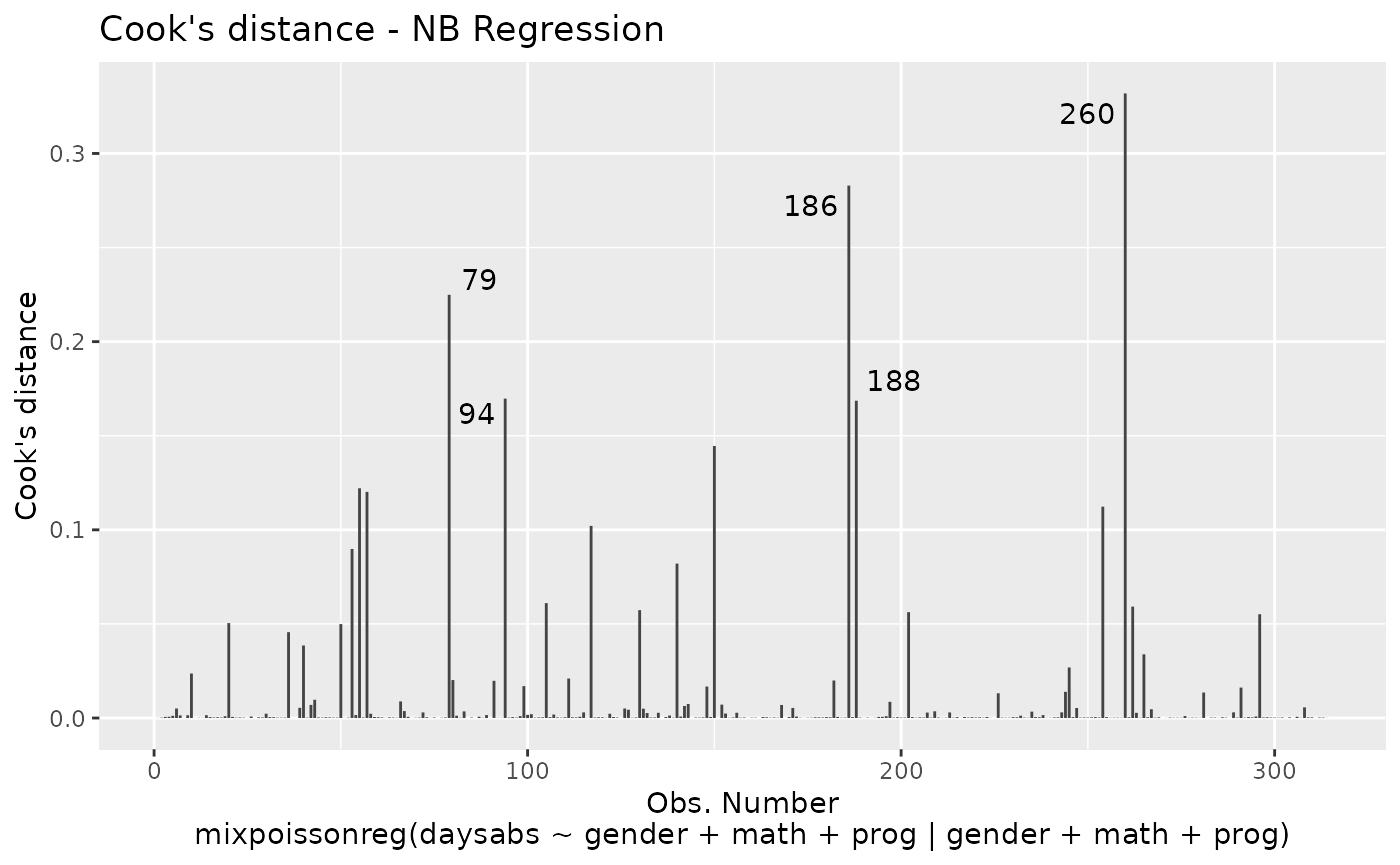 Cook's distance - NB Regression
260
0.3
186
79
0.2
188
94
Cook's distance
0.1
0.0
0 100 200 300
Obs. Number
mixpoissonreg(daysabs ~ gender + math + prog | gender + math + prog)